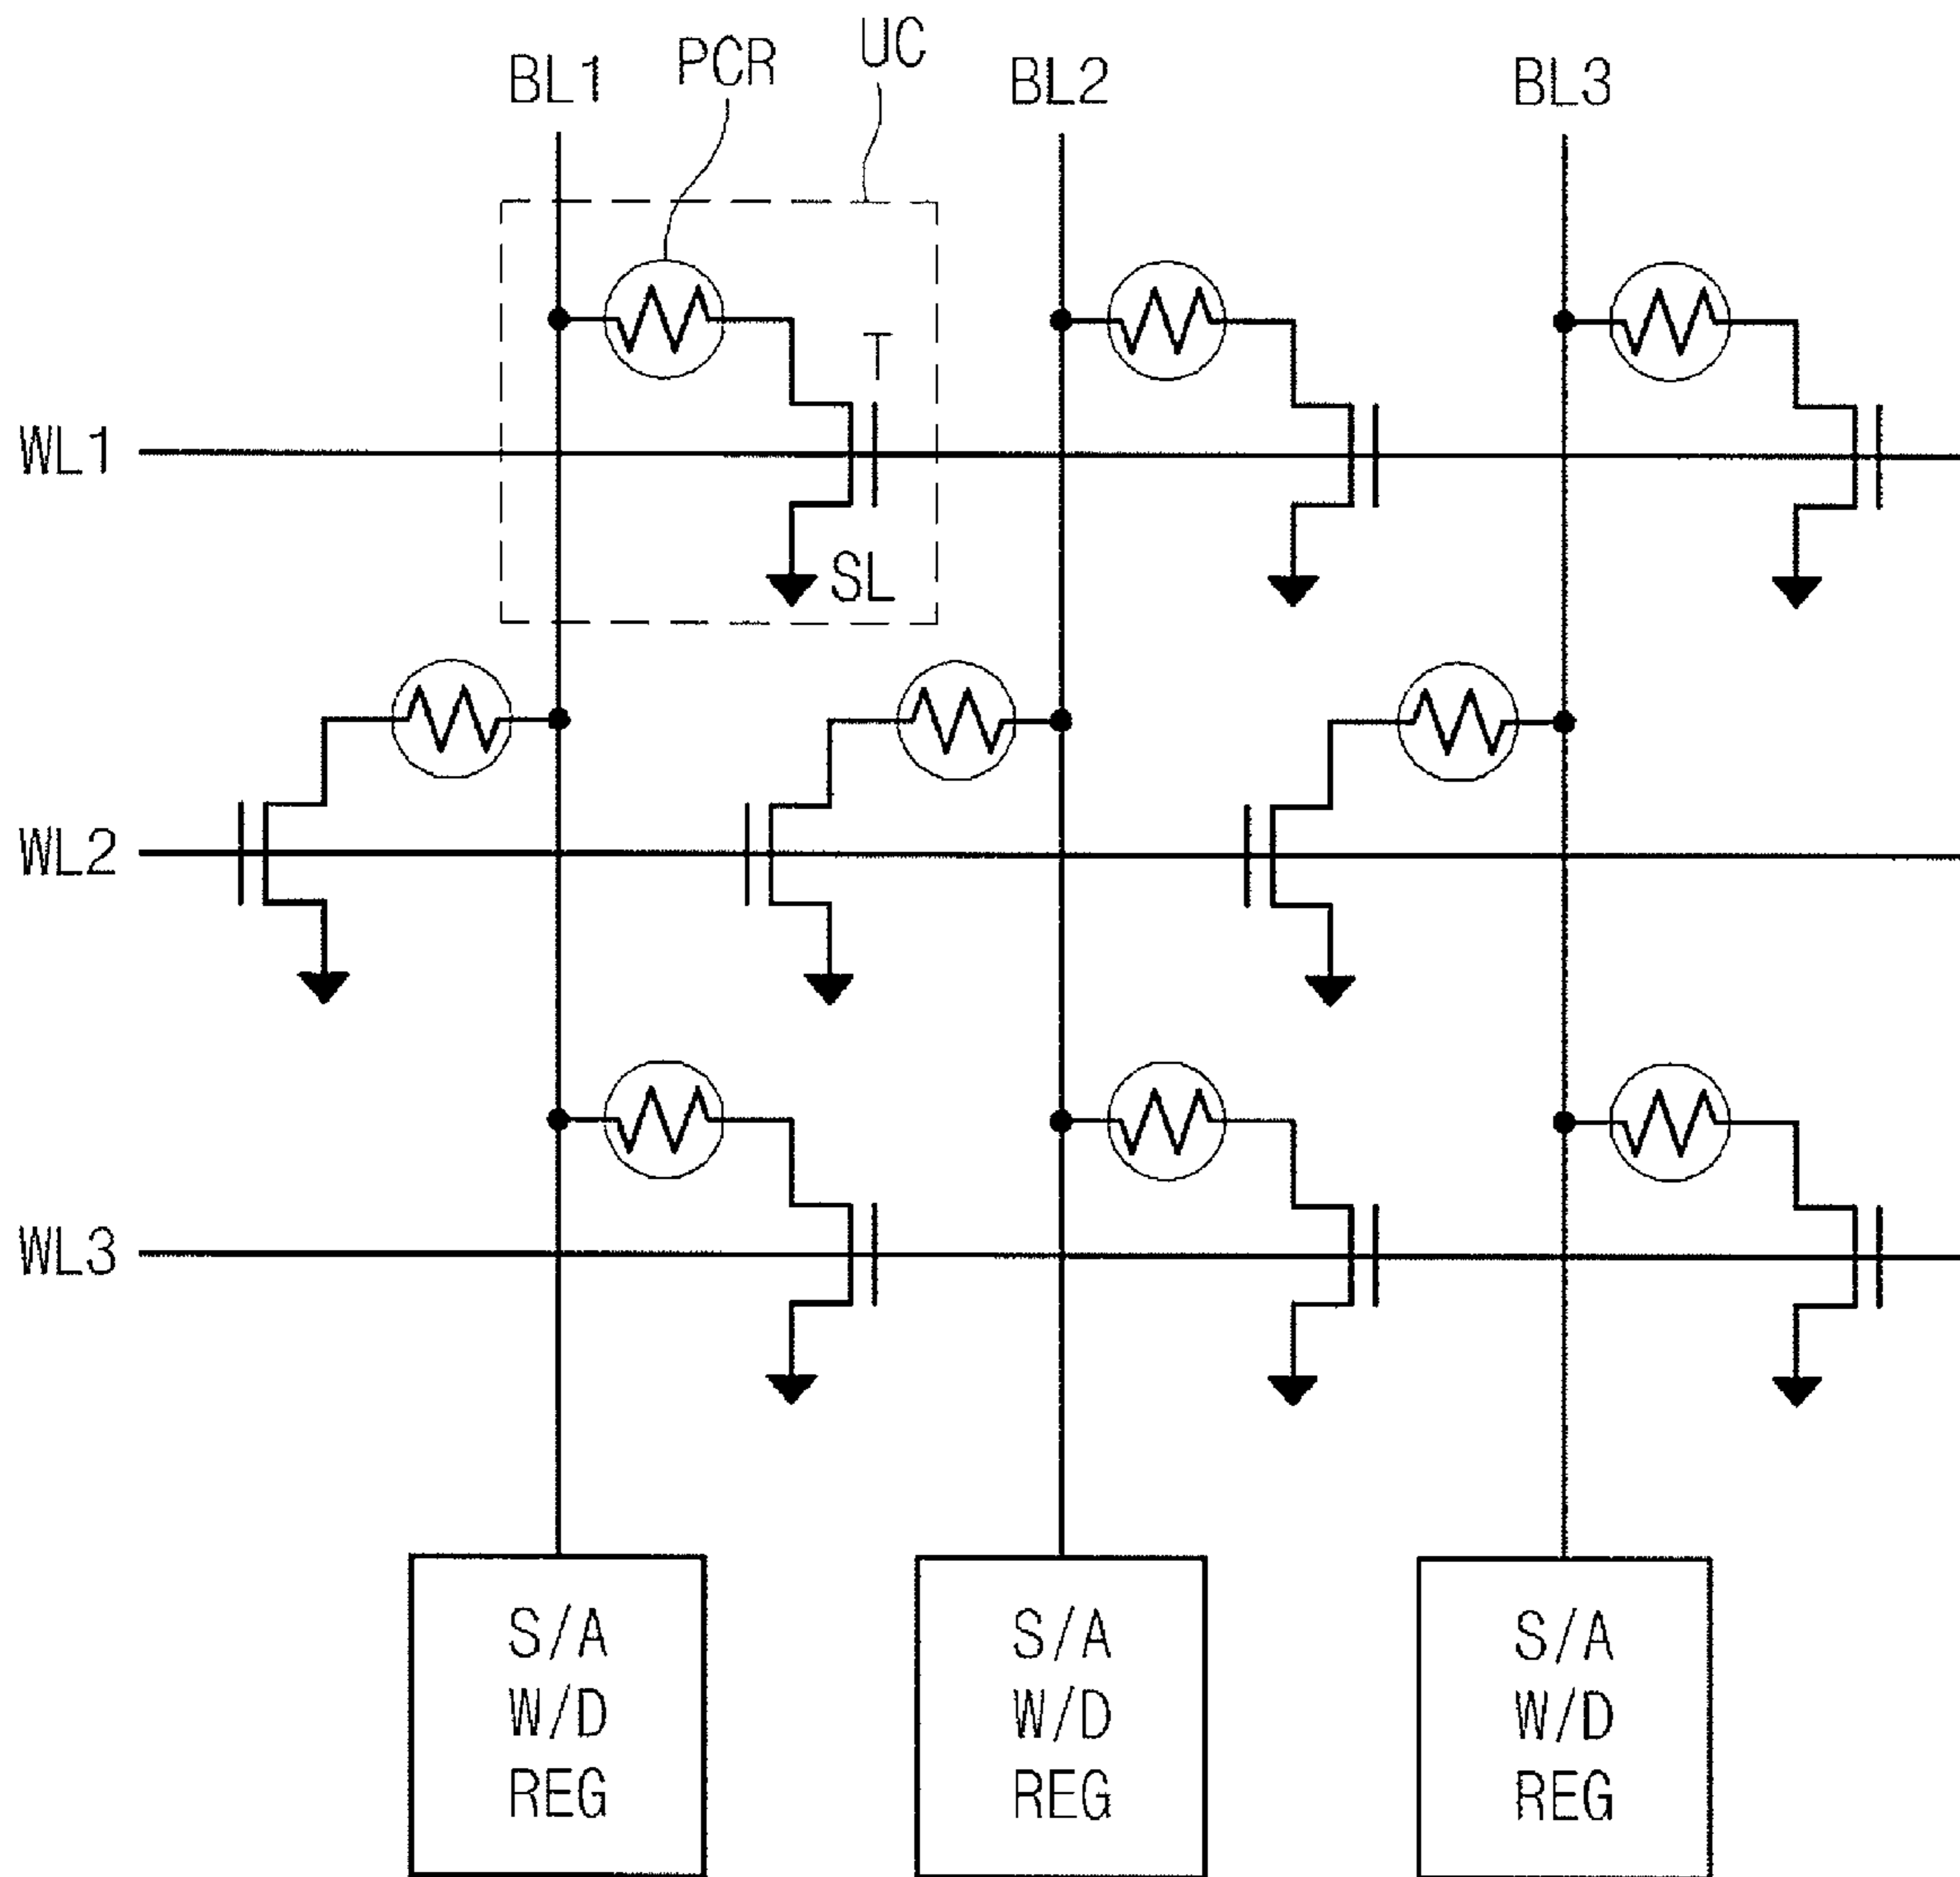 BL1 PCR UC BL2 BL3
T
WL1
SL
WL2
WL3
S/A S/A S/A
W/D W/D W/D
REG REG REG